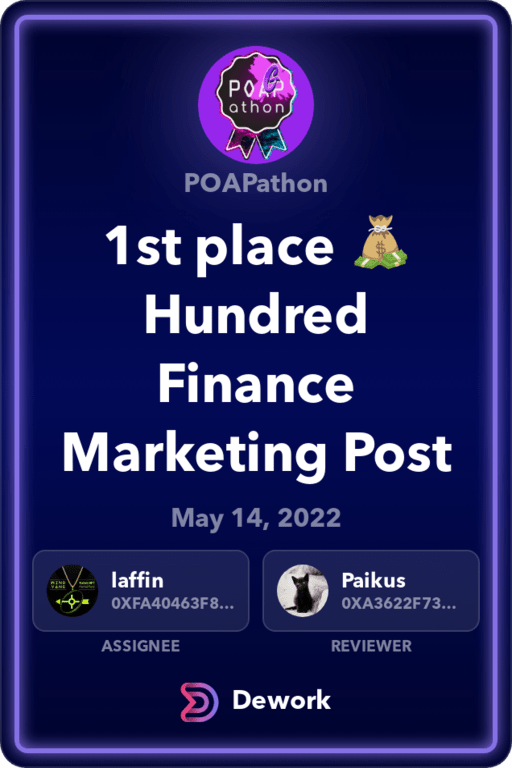 POAP
athon
POAPathon
1st place 💰
Hundred
Finance
Marketing Post
May 14, 2022
laffin
0XFA40463F8...
Paikus
0XA3622F73...
ASSIGNEE
REVIEWER
Dework